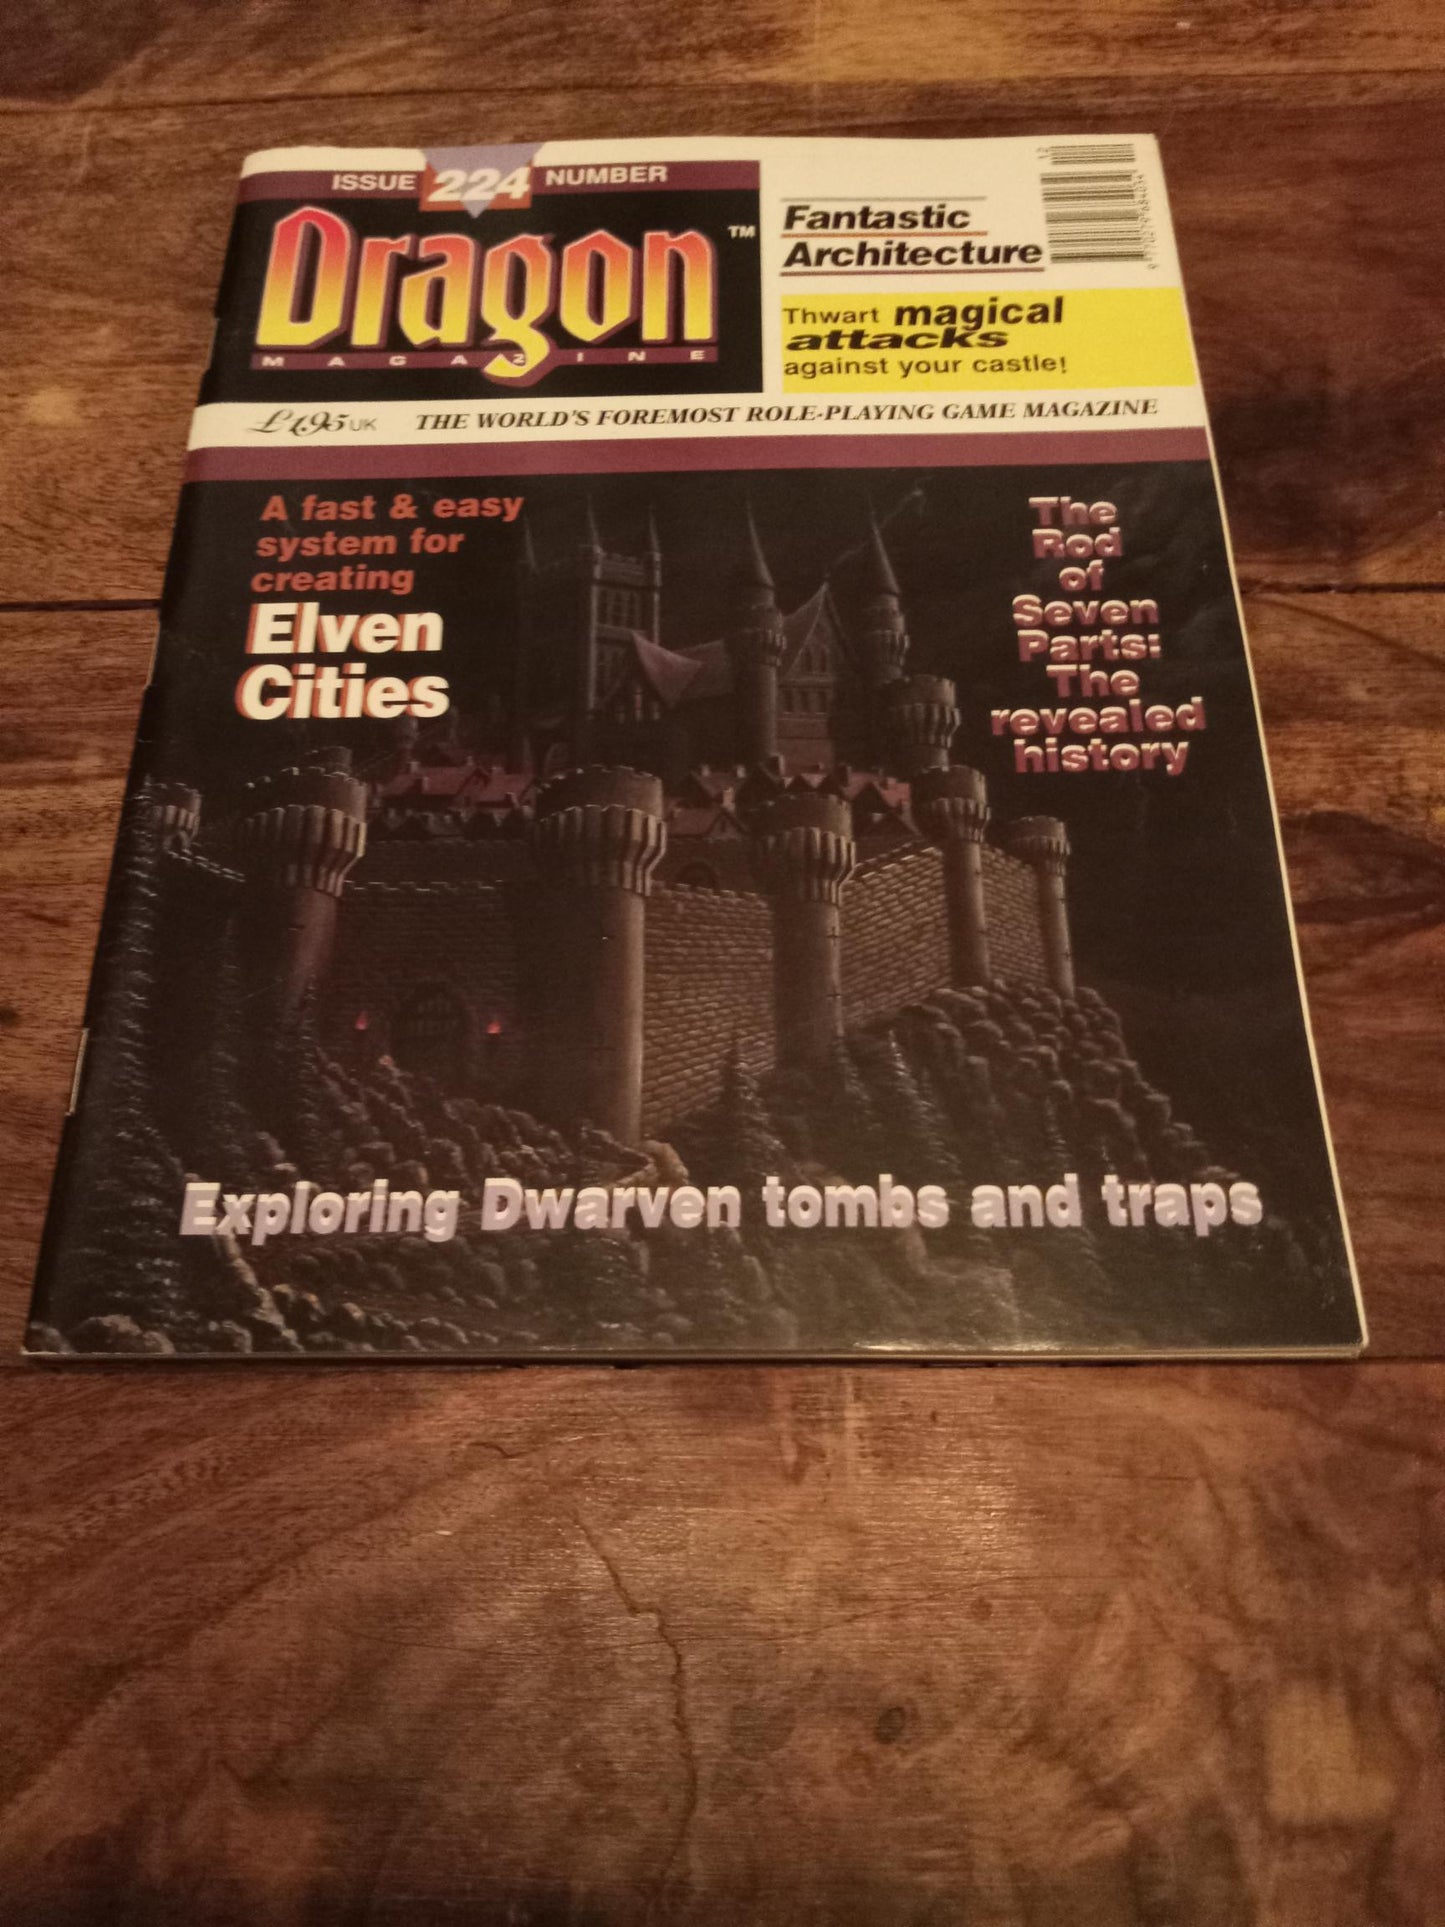 ISSUE 224 NUMBER
Dragon™
MAGAZINE
Fantastic
Architecture
Thwart magical
attacks
against your castle!
£1.95 UK
THE WORLD'S FOREMOST ROLE-PLAYING GAME MAGAZINE
A fast & easy
system for
creating
Elven
Cities
The
Rod
of
Seven
Parts:
The
revealed
history
Exploring Dwarven tombs and traps